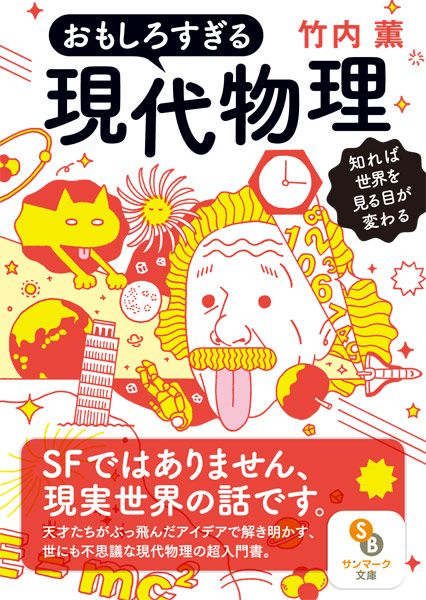 おもしろすぎる
現代物理
竹内 薫
知れば
世界を
見る目が
変わる
SFではありません、
現実世界の話です。
天才たちがぶっ飛んだアイデアで解き明かす、
世にも不思議な現代物理の超入門書。
SB
サンマーク
文庫
E=mc²